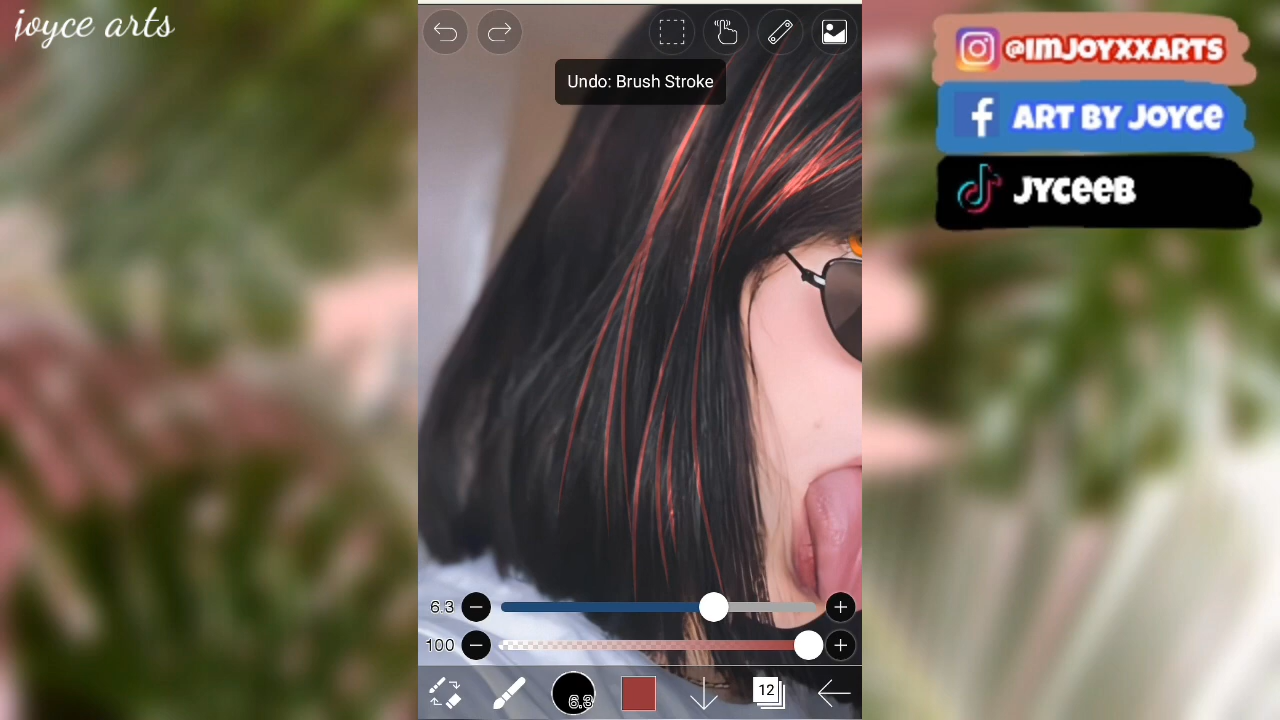 joyce arts
@IMJOYXXARTS
ART BY JOYCE
JYCEEB
Undo: Brush Stroke
6.3
100
6.3
12